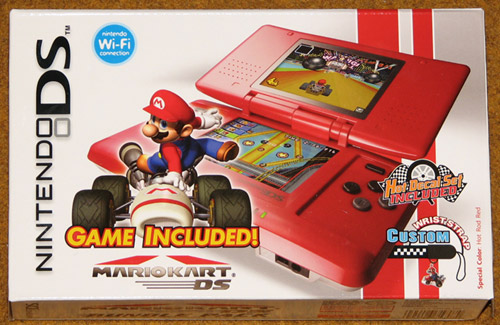 NINTENDO DS
TM
nintendo
Wi-Fi
connection
M
GAME INCLUDED!
MARIOKART
DS
Hot Decal Set
INCLUDED
WRIST STRAP
CUSTOM
Special Color: Hot Rod Red